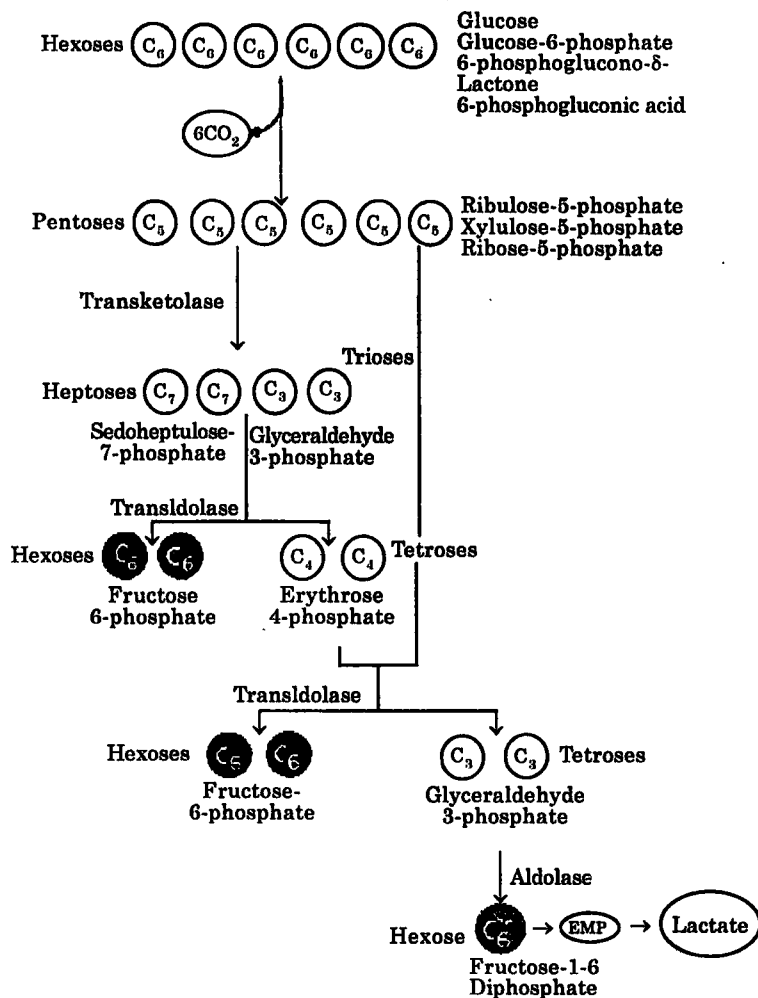 Hexoses C₆ C₆ C₆ C₆ C₆ C₆
Glucose
Glucose-6-phosphate
6-phosphoglucono-δ-
Lactone
6-phosphogluconic acid
6CO₂
Pentoses C₅ C₅ C₅ C₅ C₅ C₅
Ribulose-5-phosphate
Xylulose-5-phosphate
Ribose-5-phosphate
Transketolase
Trioses
Heptoses C₇ C₇ C₃ C₃
Sedoheptulose-
7-phosphate
Glyceraldehyde
3-phosphate
Transldolase
Hexoses C₆ C₆
C₄ C₄ Tetroses
Fructose
6-phosphate
Erythrose
4-phosphate
Transldolase
Hexoses C₆ C₆
C₃ C₃ Tetroses
Fructose-
6-phosphate
Glyceraldehyde
3-phosphate
Aldolase
Hexose C₆ EMP Lactate
Fructose-1-6
Diphosphate